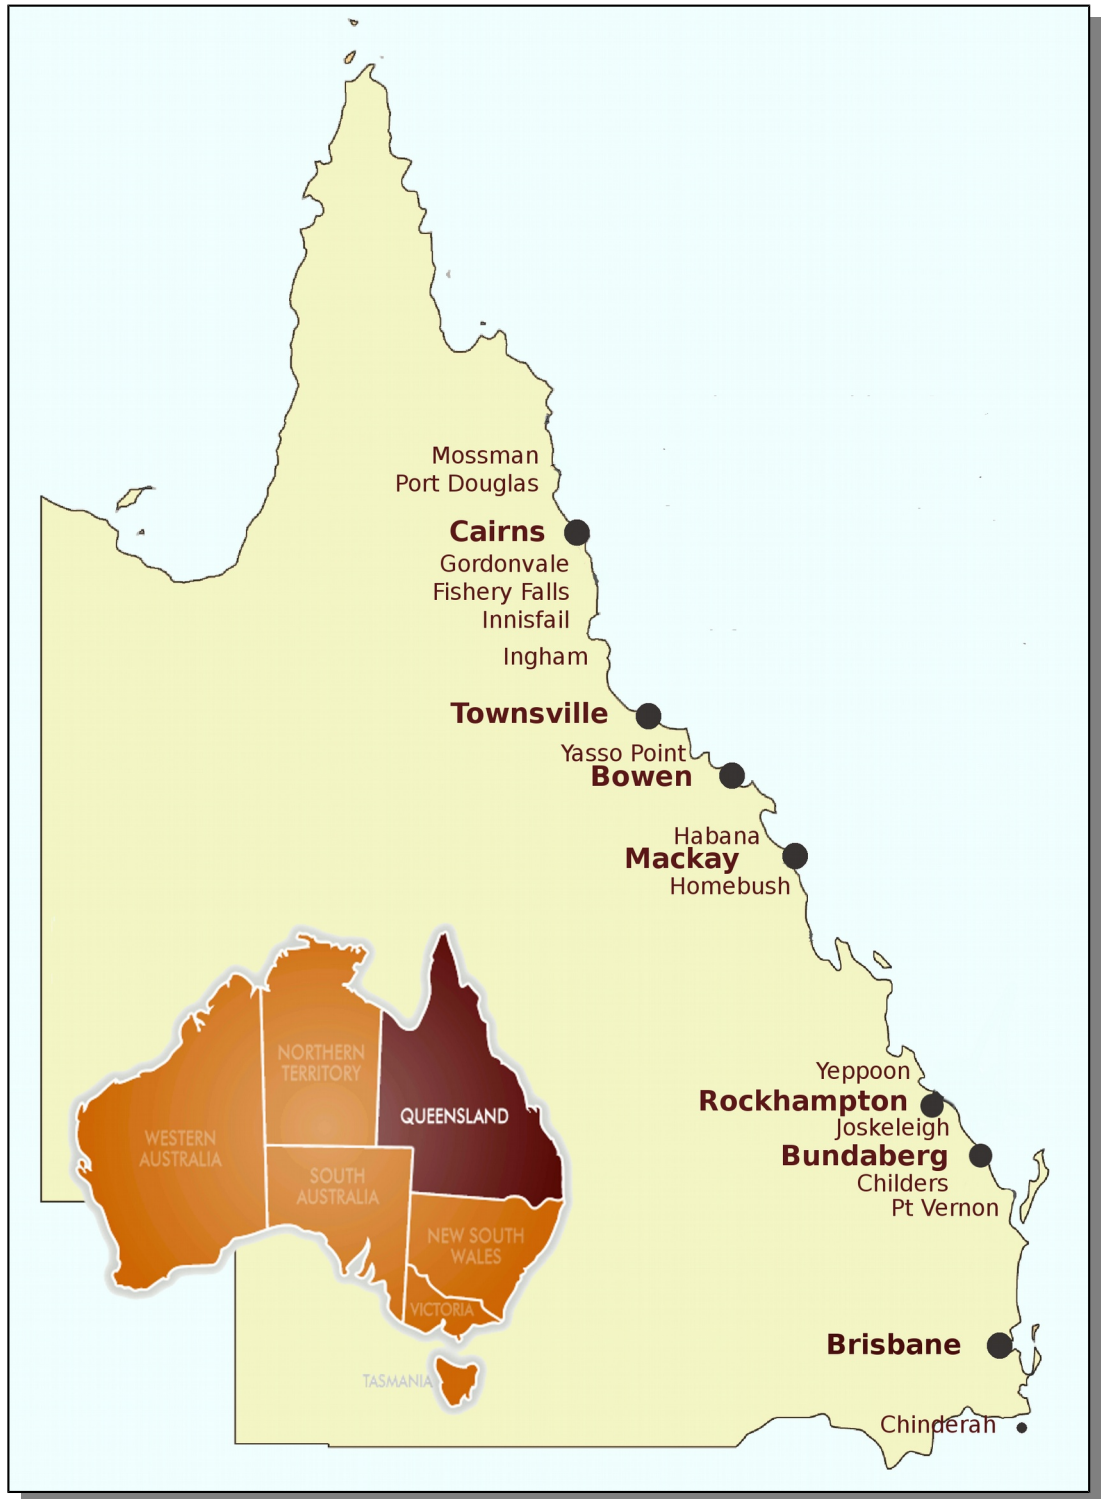 Mossman
Port Douglas
Cairns
Gordonvale
Fishery Falls
Innisfail
Ingham
Townsville
Yasso Point
Bowen
Habana
Mackay
Homebush
Yeppoon
Rockhampton
Joskeleigh
Bundaberg
Childers
Pt Vernon
Brisbane
Chinderah
NORTHERN
TERRITORY
QUEENSLAND
WESTERN
AUSTRALIA
SOUTH
AUSTRALIA
NEW SOUTH
WALES
VICTORIA
TASMANIA